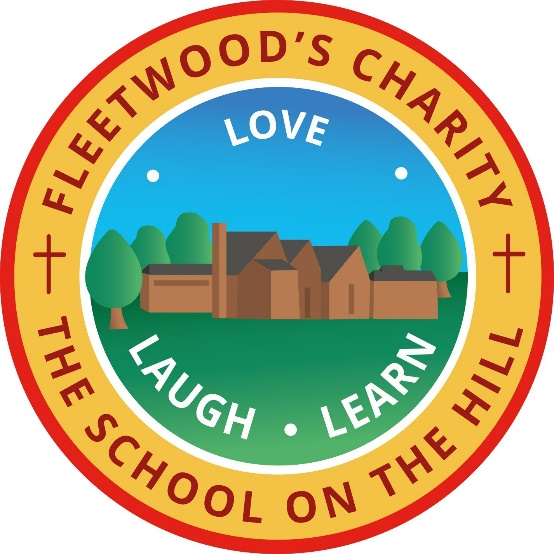 FLEETWOOD’S CHARITY
LOVE
LAUGH • LEARN
THE SCHOOL ON THE HILL